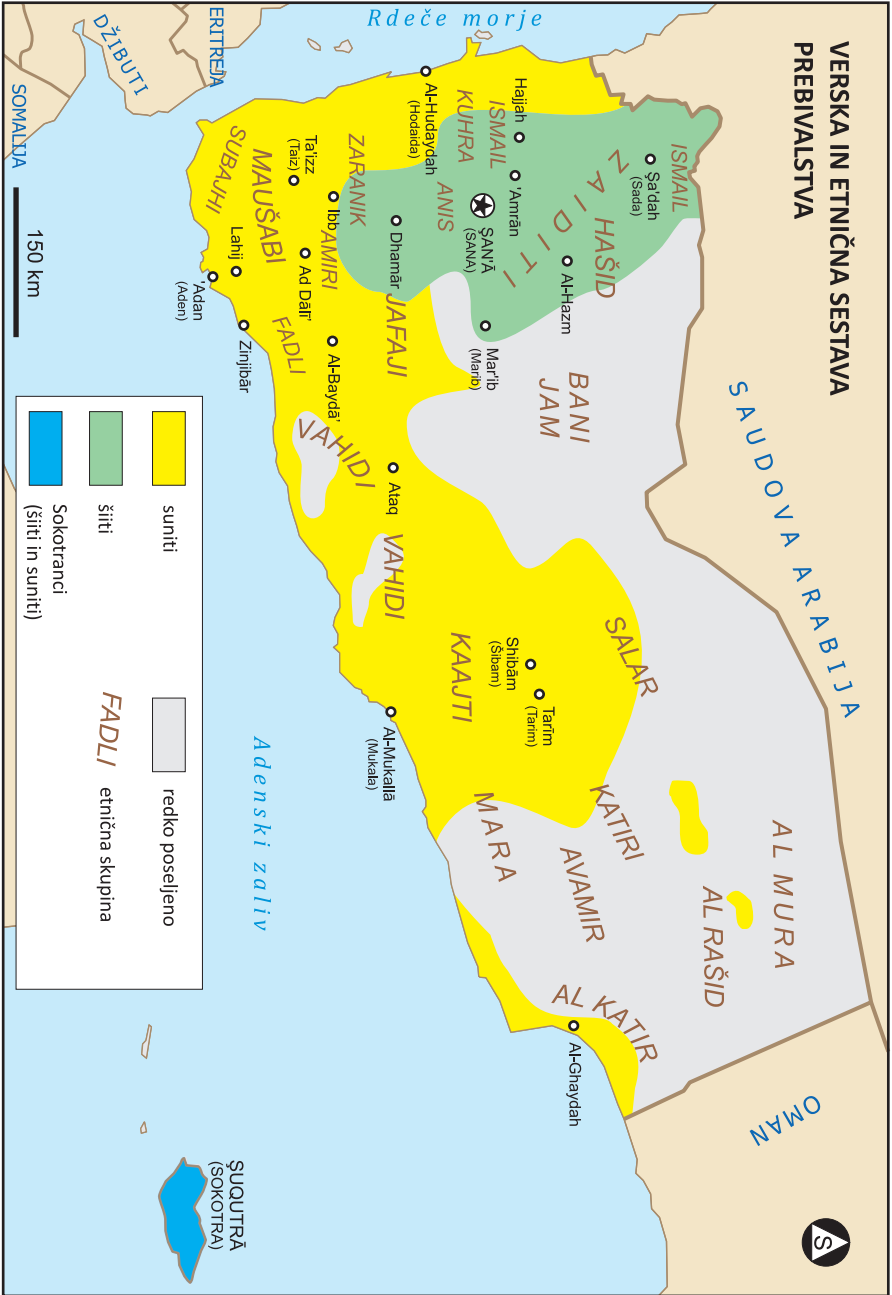 VERSKA IN ETNIČNA SESTAVA
PREBIVALSTVA
SAUDOVA ARABIJA
OMAN
S
Rdeče morje
ERITREJA
DŽIBUTI
SOMALIJA
Adenski zaliv
ISMAIL
Şa'dah
(Sada)
ZAIDITI
HAŠID
Hajjah
ISMAIL
'Amrān
Al-Hazm
KUHRA
Al-Hudaydah
(Hodaida)
ANIS
ŞAN'Ā
(SANA)
Mar'ib
(Marib)
BANI
JAM
Dhamār
JAFAJI
ZARANIK
Ibb
AMIRI
Ta'izz
(Taiz)
MAUŠABI
SUBAJHI
Ad Dāli'
Al-Baydā'
FADLI
Lahij
'Adan
(Aden)
Zinjibār
VAHIDI
Ataq
VAHIDI
SALAR
Shibām
(Šibam)
Tarīm
(Tarim)
KAAJTI
Al-Mukallā
(Mukala)
KATIRI
MARA
AVAMIR
AL MURA
AL RAŠID
AL KATIR
Al-Ghaydah
ŞUQUTRĀ
(SOKOTRA)
150 km
suniti
šiiti
Sokotranci
(šiiti in suniti)
redko poseljeno
FADLI
etnična skupina